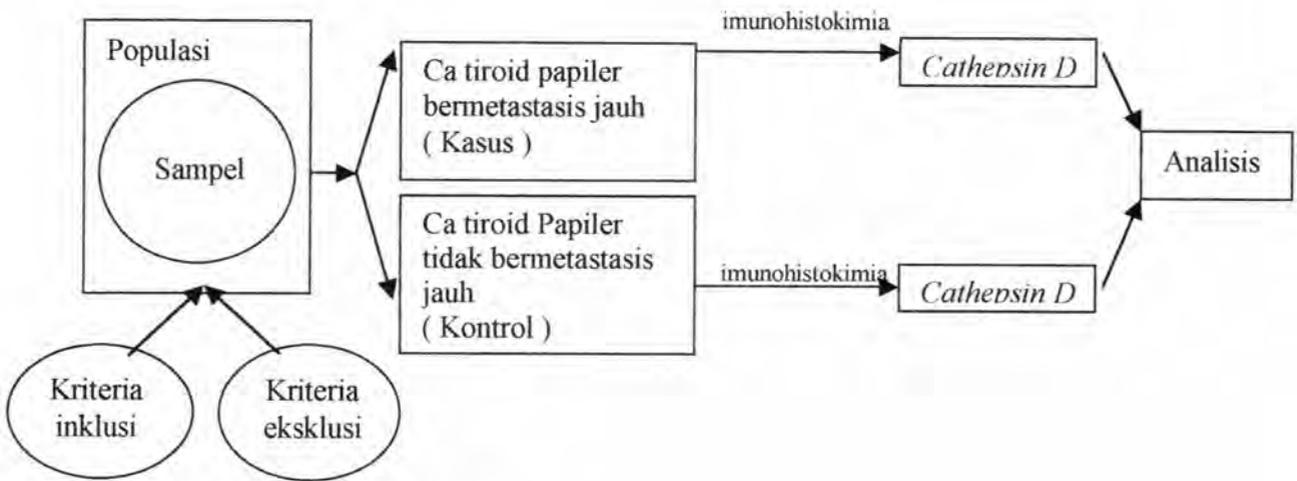 Populasi
Sampel
Kriteria
inklusi
Kriteria
eksklusi
Ca tiroid papiler
bermetastasis jauh
( Kasus )
Ca tiroid Papiler
tidak bermetastasis
jauh
( Kontrol )
imunohistokimia
Cathepsin D
imunohistokimia
Cathepsin D
Analisis